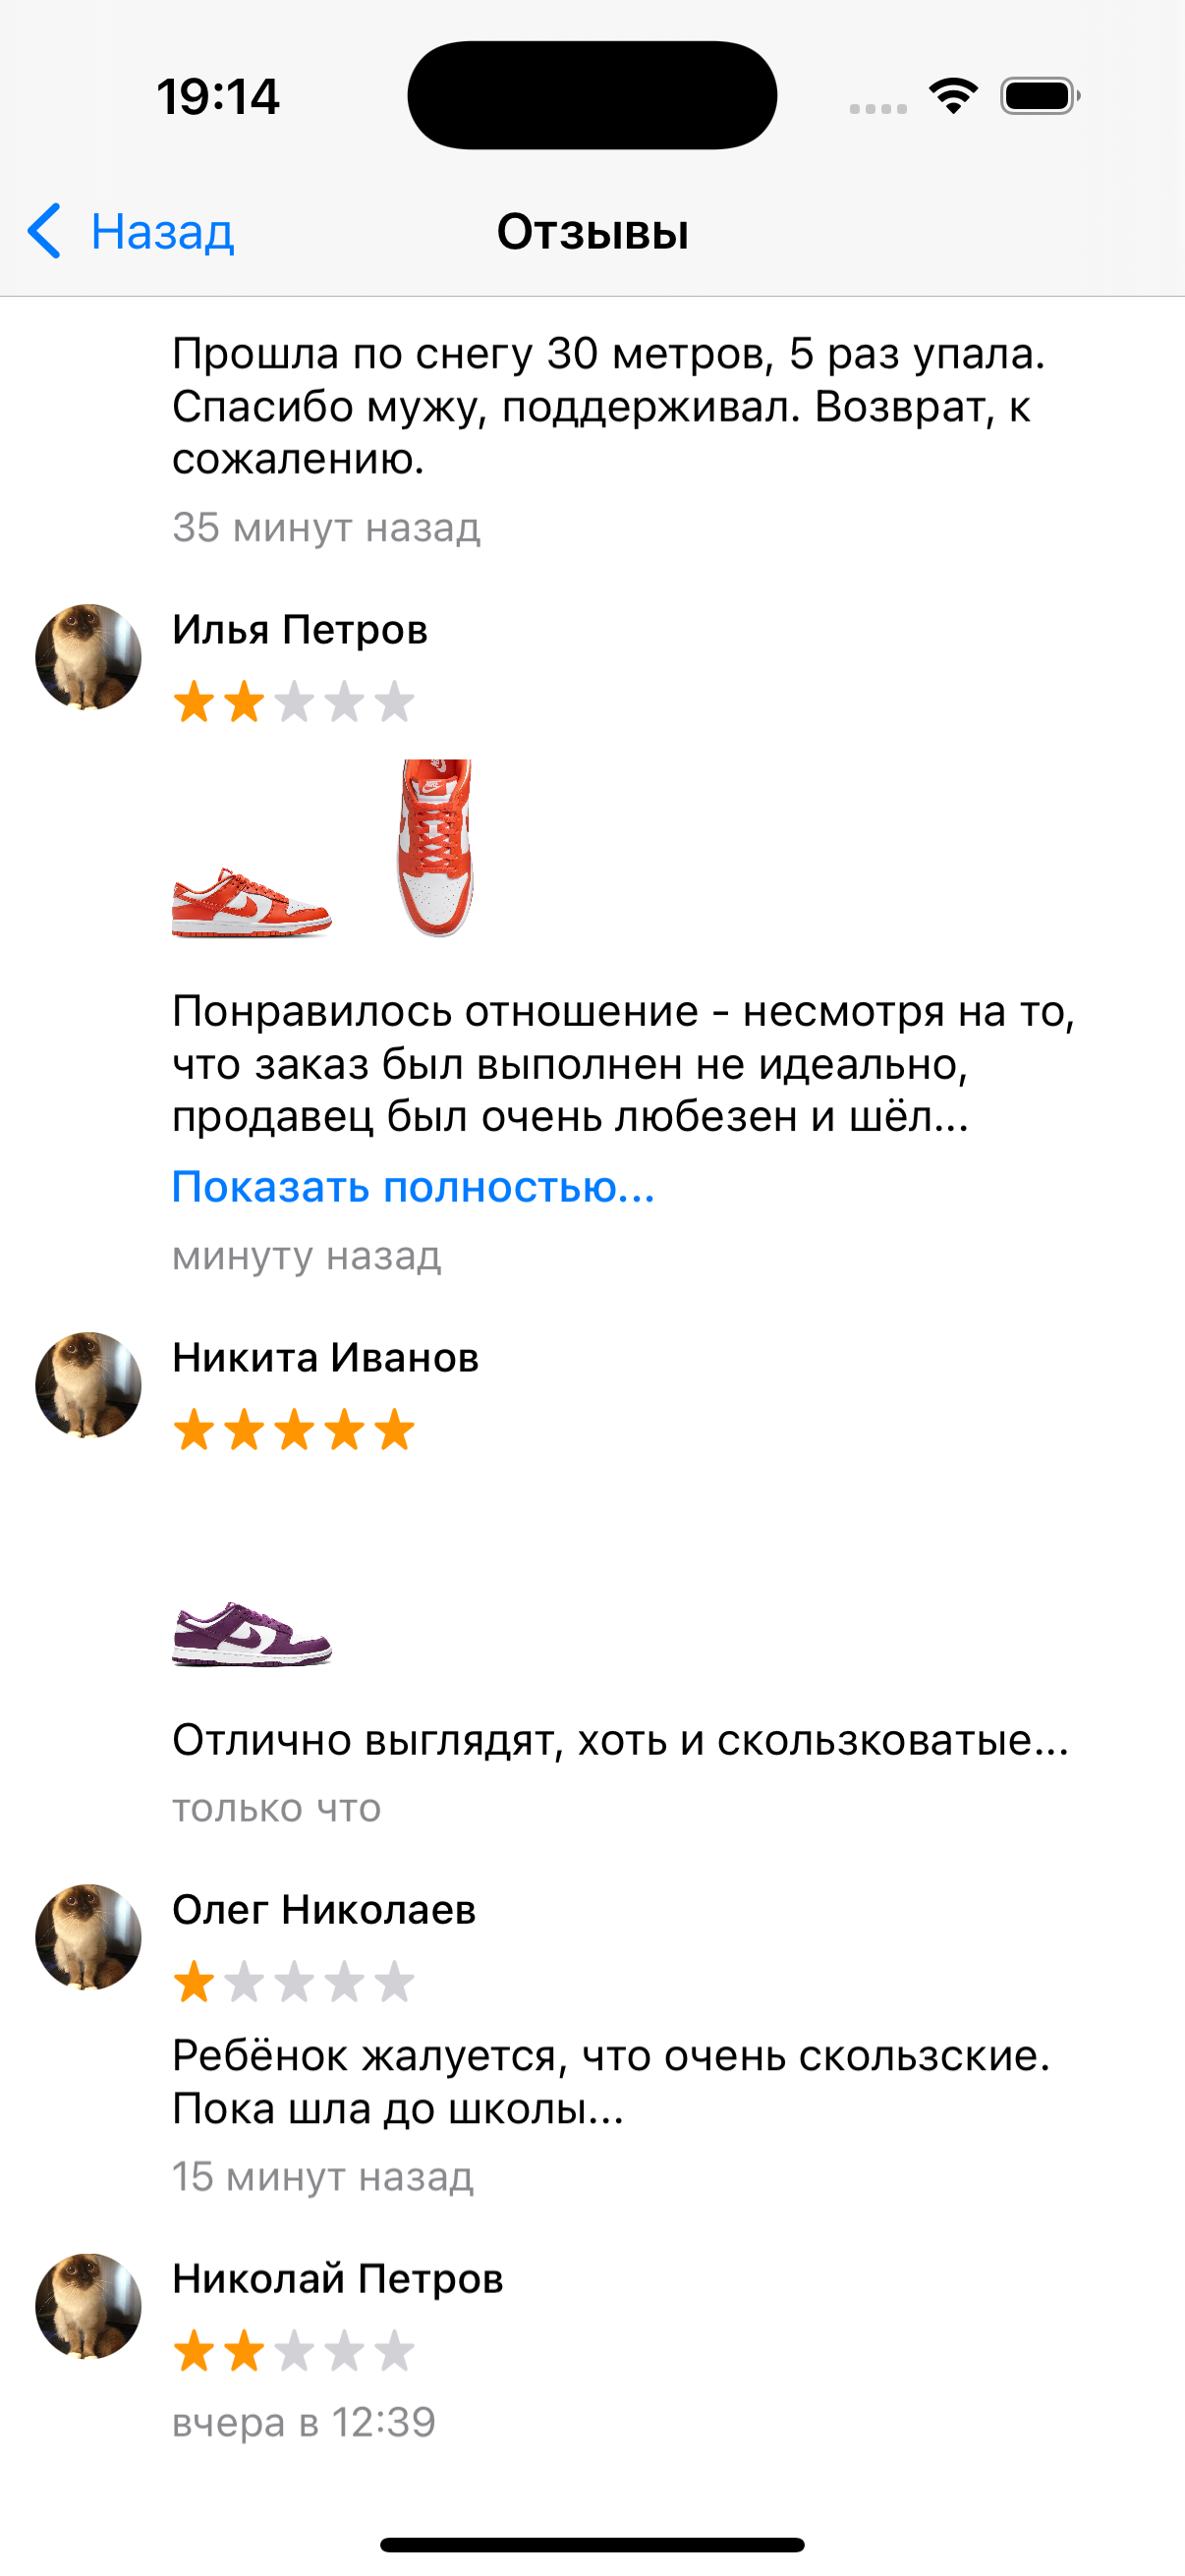 19:14
Назад
Отзывы
Прошла по снегу 30 метров, 5 раз упала.
Спасибо мужу, поддерживал. Возврат, к
сожалению.
35 минут назад
Илья Петров
Понравилось отношение - несмотря на то,
что заказ был выполнен не идеально,
продавец был очень любезен и шёл...
Показать полностью...
минуту назад
Никита Иванов
Отлично выглядят, хоть и скользковатые...
только что
Олег Николаев
Ребёнок жалуется, что очень скользские.
Пока шла до школы...
15 минут назад
Николай Петров
вчера в 12:39